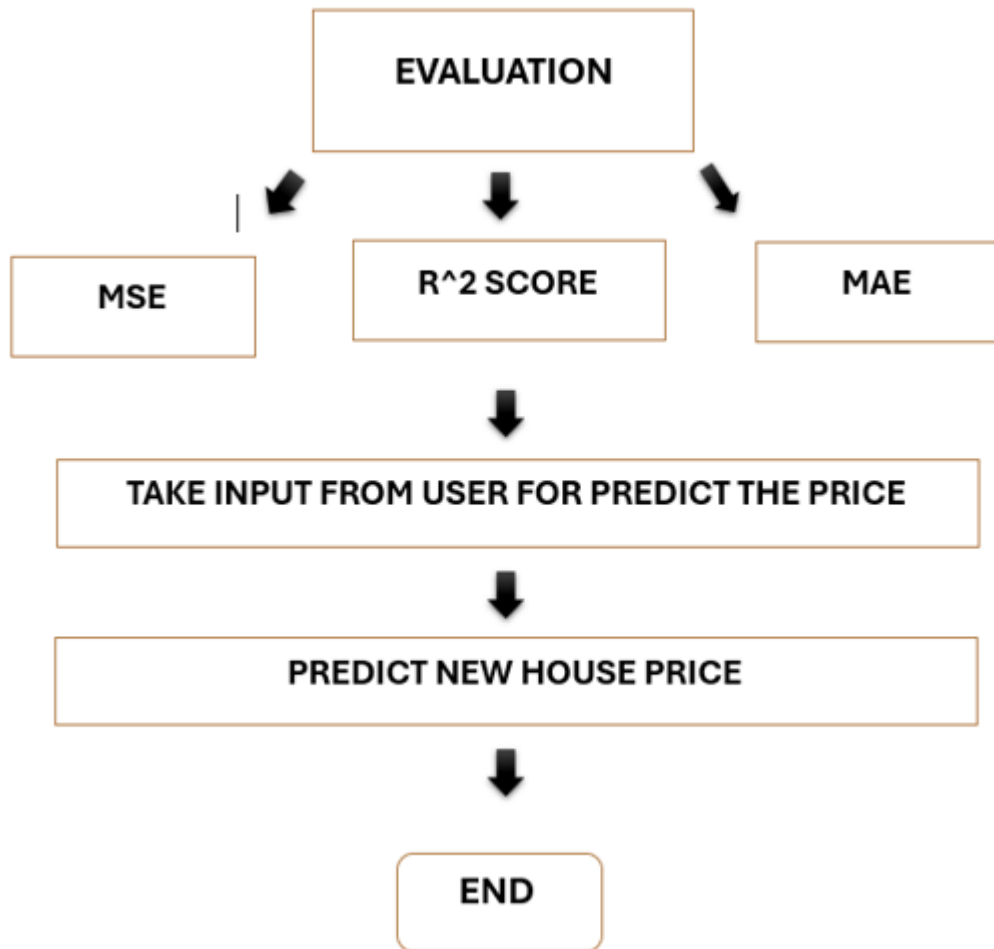 EVALUATION
MSE
R^2 SCORE
MAE
TAKE INPUT FROM USER FOR PREDICT THE PRICE
PREDICT NEW HOUSE PRICE
END